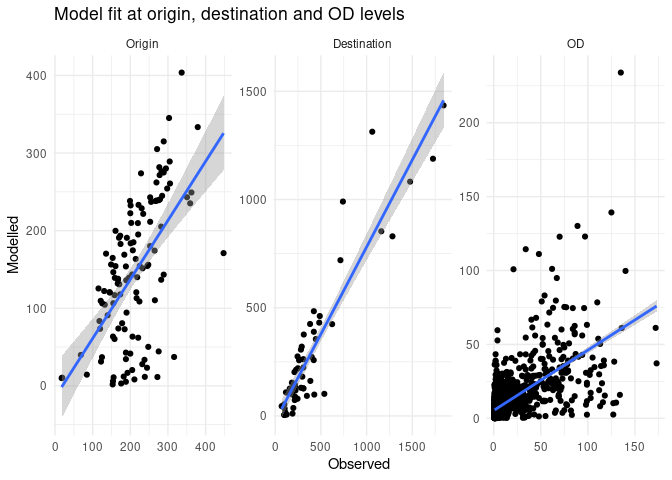 Model fit at origin, destination and OD levels
Origin
Destination
OD
Modelled
400
300
200
100
0
0 100 200 300 400
1500
1000
500
0
0 500 1000 1500
200
150
100
50
0
0 50 100 150
Observed